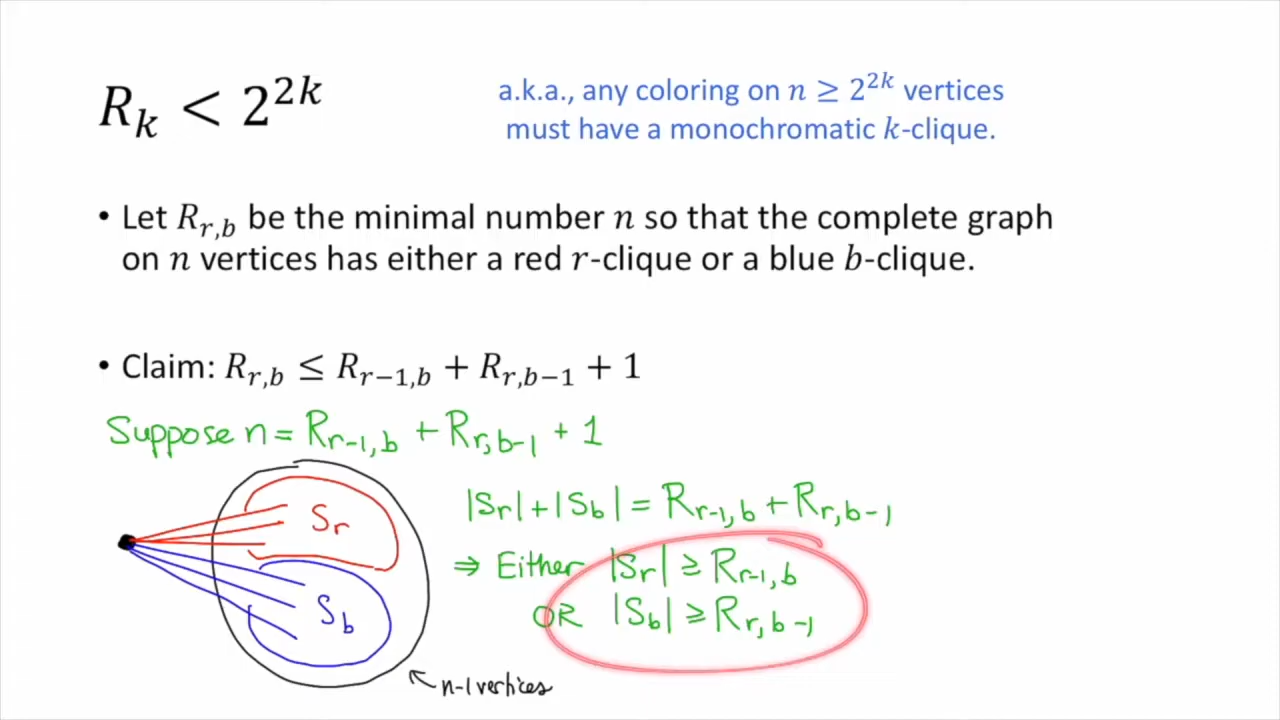 R_k < 2^{2k}
a.k.a., any coloring on n ≥ 2^{2k} vertices
must have a monochromatic k-clique.
• Let R_{r,b} be the minimal number n so that the complete graph
on n vertices has either a red r-clique or a blue b-clique.
• Claim: R_{r,b} ≤ R_{r−1,b} + R_{r,b−1} + 1
Suppose n = R_{r-1,b} + R_{r,b-1} + 1
S_r
|S_r| + |S_b| = R_{r-1,b} + R_{r,b-1}
⇒ Either |S_r| ≥ R_{r-1,b}
S_b
OR |S_b| ≥ R_{r,b-1}
n-1 vertices